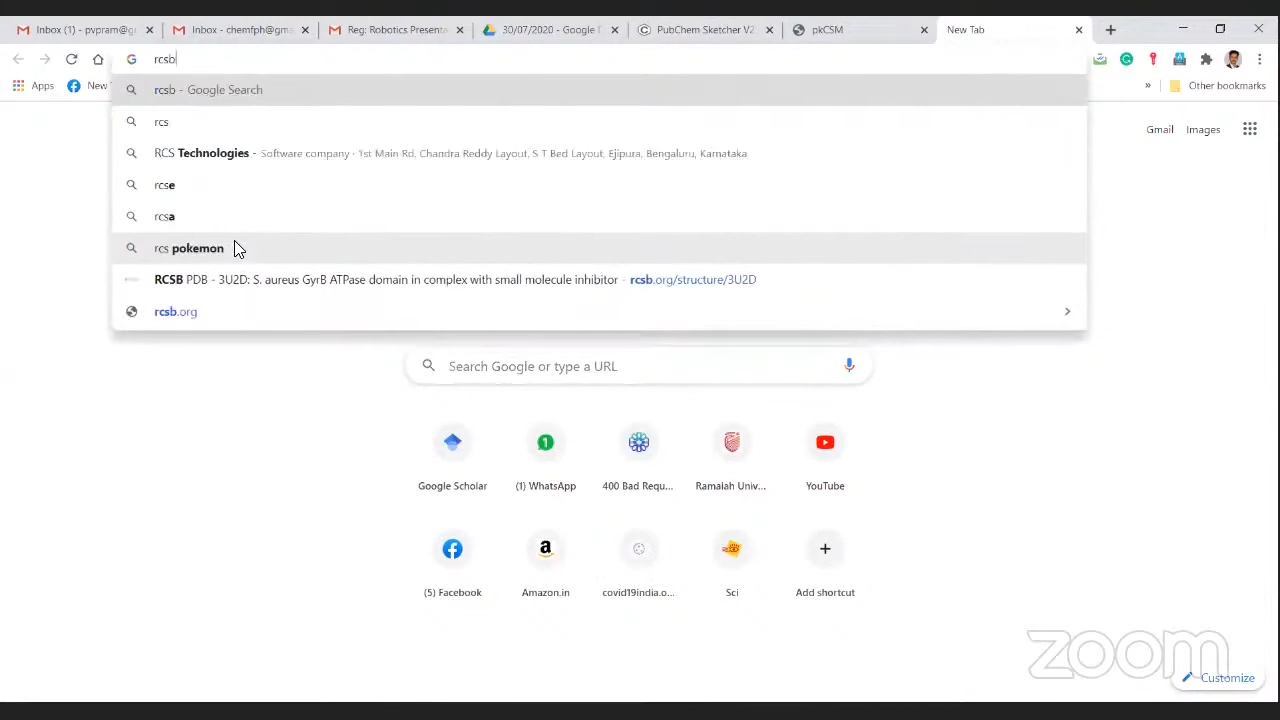 Inbox (1) - pvpram@g
Inbox - chemfph@gms
Reg: Robotics Presenta
30/07/2020 - Google
PubChem Sketcher V2
pkCSM
New Tab
rcsb
Apps
New
Other bookmarks
rcsb - Google Search
rcs
RCS Technologies - Software company · 1st Main Rd, Chandra Reddy Layout, S T Bed Layout, Ejipura, Bengaluru, Karnataka
rcse
rcsa
rcs pokemon
RCSB PDB - 3U2D: S. aureus GyrB ATPase domain in complex with small molecule inhibitor - rcsb.org/structure/3U2D
rcsb.org
Gmail Images
Search Google or type a URL
Google Scholar
(1) WhatsApp
400 Bad Requ...
Ramaiah Univ...
YouTube
(5) Facebook
Amazon.in
covid19india.o...
Sci
Add shortcut
zoom
Customize